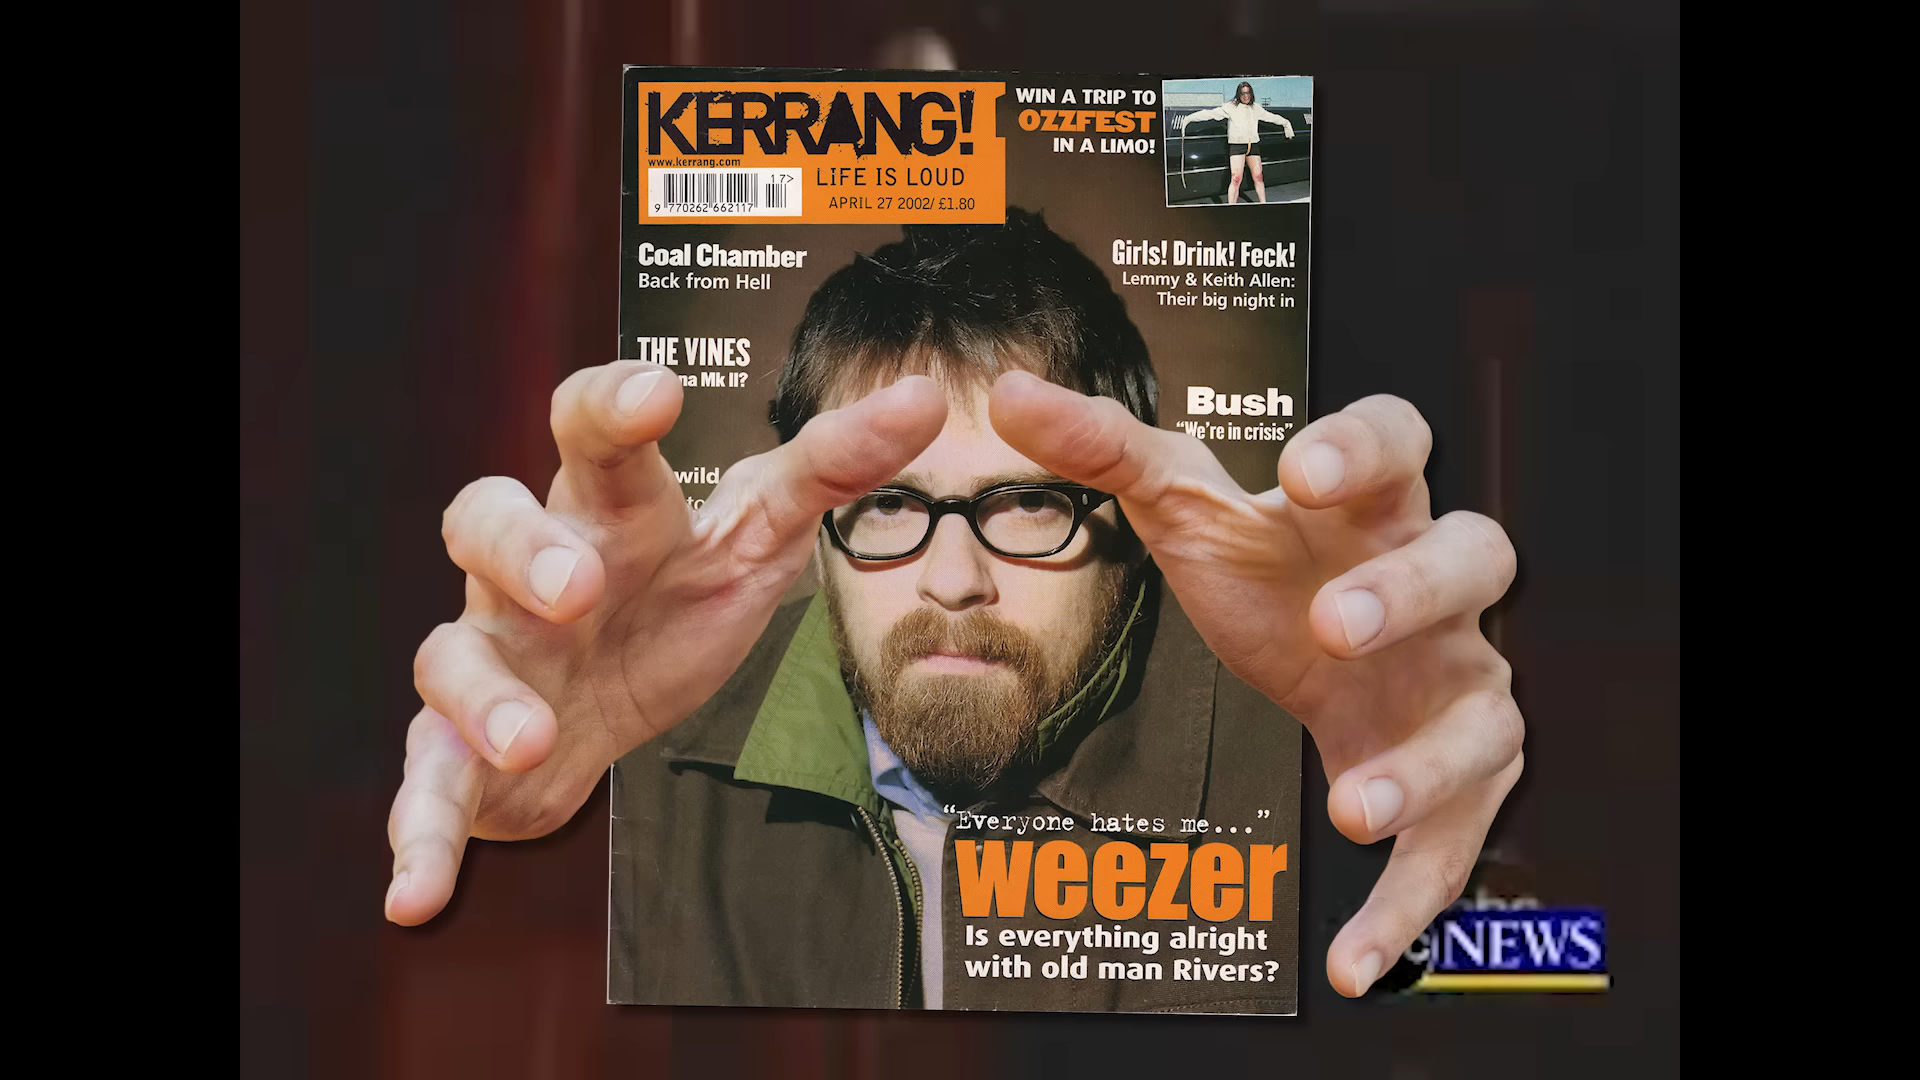 KERRANG!
www.kerrang.com
LIFE IS LOUD
17>
9 770262 662117
APRIL 27 2002/ £1.80
WIN A TRIP TO
OZZFEST
IN A LIMO!
Coal Chamber
Back from Hell
THE VINES
na Mk II?
wild
to
Girls! Drink! Feck!
Lemmy & Keith Allen:
Their big night in
Bush
“We’re in crisis”
“Everyone hates me...”
weezer
Is everything alright
with old man Rivers?
NEWS